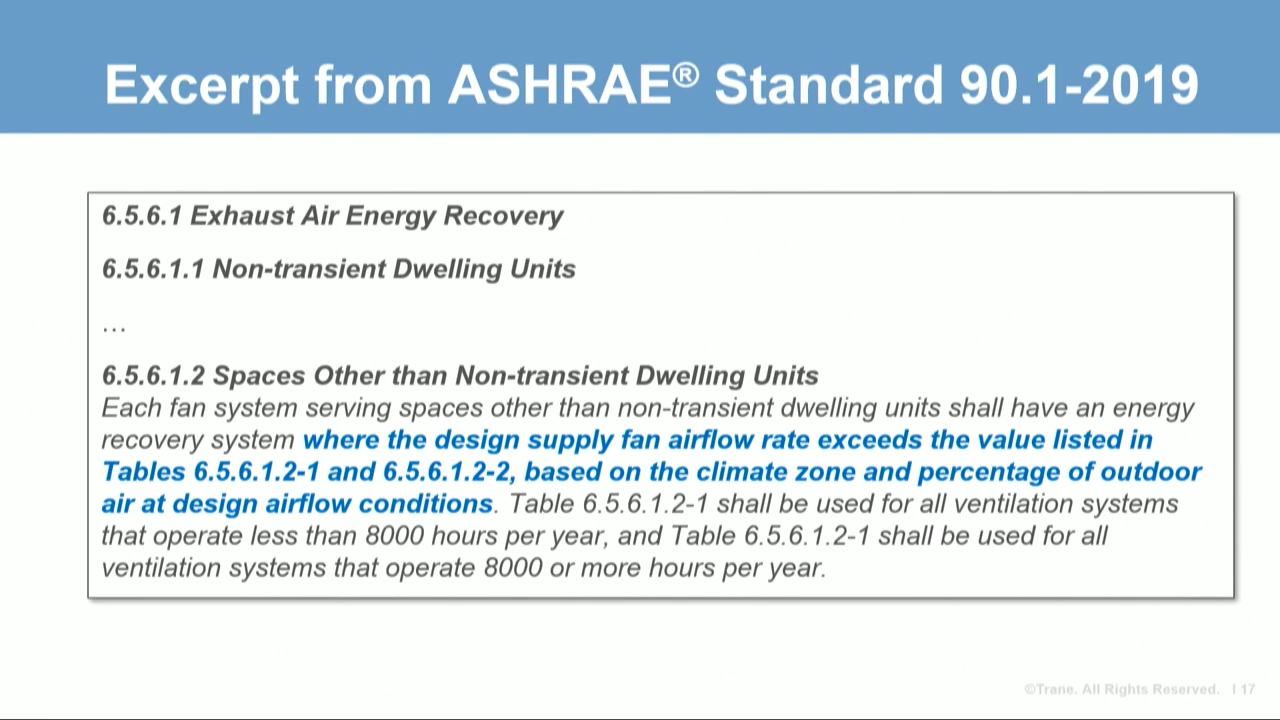 Excerpt from ASHRAE® Standard 90.1-2019
6.5.6.1 Exhaust Air Energy Recovery
6.5.6.1.1 Non-transient Dwelling Units
…
6.5.6.1.2 Spaces Other than Non-transient Dwelling Units
Each fan system serving spaces other than non-transient dwelling units shall have an energy
recovery system where the design supply fan airflow rate exceeds the value listed in
Tables 6.5.6.1.2-1 and 6.5.6.1.2-2, based on the climate zone and percentage of outdoor
air at design airflow conditions. Table 6.5.6.1.2-1 shall be used for all ventilation systems
that operate less than 8000 hours per year, and Table 6.5.6.1.2-1 shall be used for all
ventilation systems that operate 8000 or more hours per year.
©Trane. All Rights Reserved. I 17